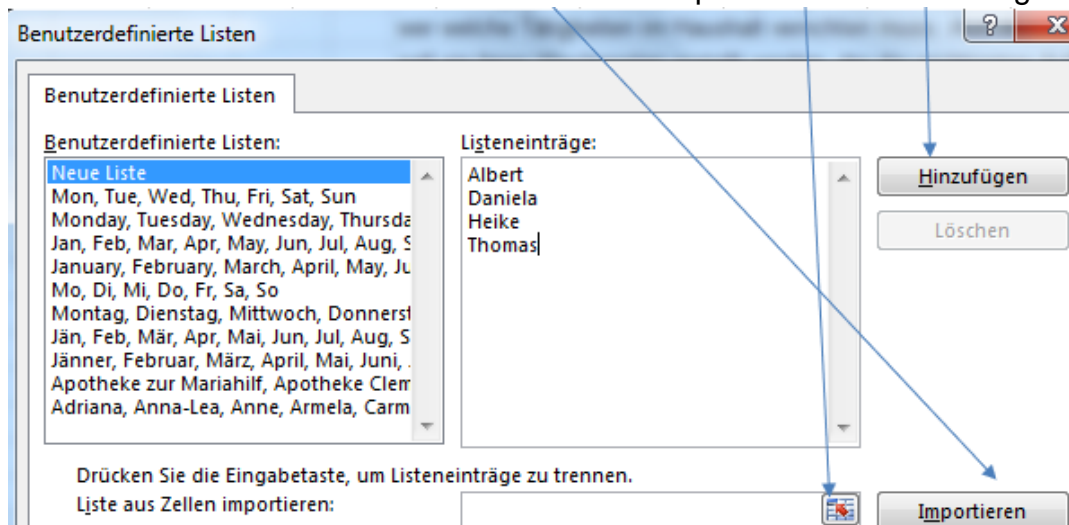 Benutzerdefinierte Listen
?
X
Benutzerdefinierte Listen
Benutzerdefinierte Listen:
Neue Liste
Mon, Tue, Wed, Thu, Fri, Sat, Sun
Monday, Tuesday, Wednesday, Thursda
Jan, Feb, Mar, Apr, May, Jun, Jul, Aug, S
January, February, March, April, May, Ju
Mo, Di, Mi, Do, Fr, Sa, So
Montag, Dienstag, Mittwoch, Donnerst
Jän, Feb, Mär, Apr, Mai, Jun, Jul, Aug, S
Jänner, Februar, März, April, Mai, Juni, .
Apotheke zur Mariahilf, Apotheke Clem
Adriana, Anna-Lea, Anne, Armela, Carm
Listeneinträge:
Albert
Daniela
Heike
Thomas
Hinzufügen
Löschen
Drücken Sie die Eingabetaste, um Listeneinträge zu trennen.
Liste aus Zellen importieren:
Importieren